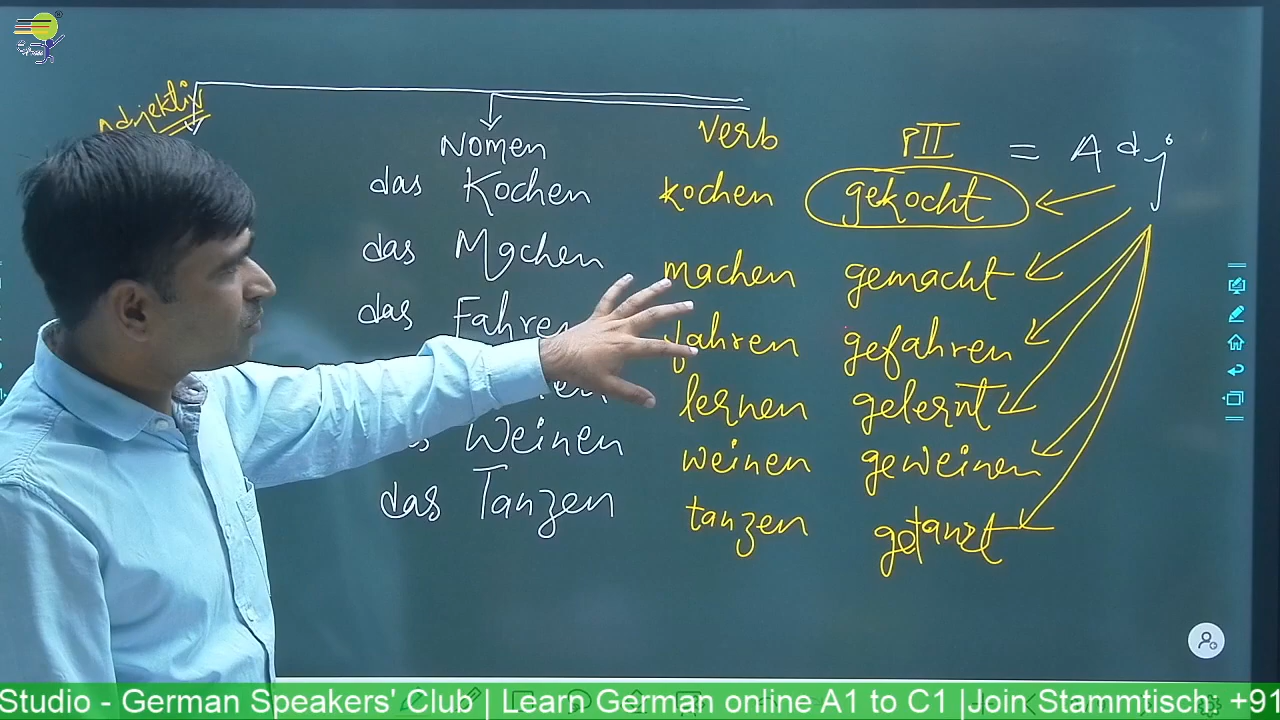 Adjektiv
Nomen Verb PII = Adj
das Kochen kochen gekocht
das Machen machen gemacht
das Fahren fahren gefahren
lernen gelernt
Weinen weinen geweinen
das Tanzen tanzen getanzt
Studio - German Speakers' Club | Learn German online A1 to C1 |Join Stammtisch: +91